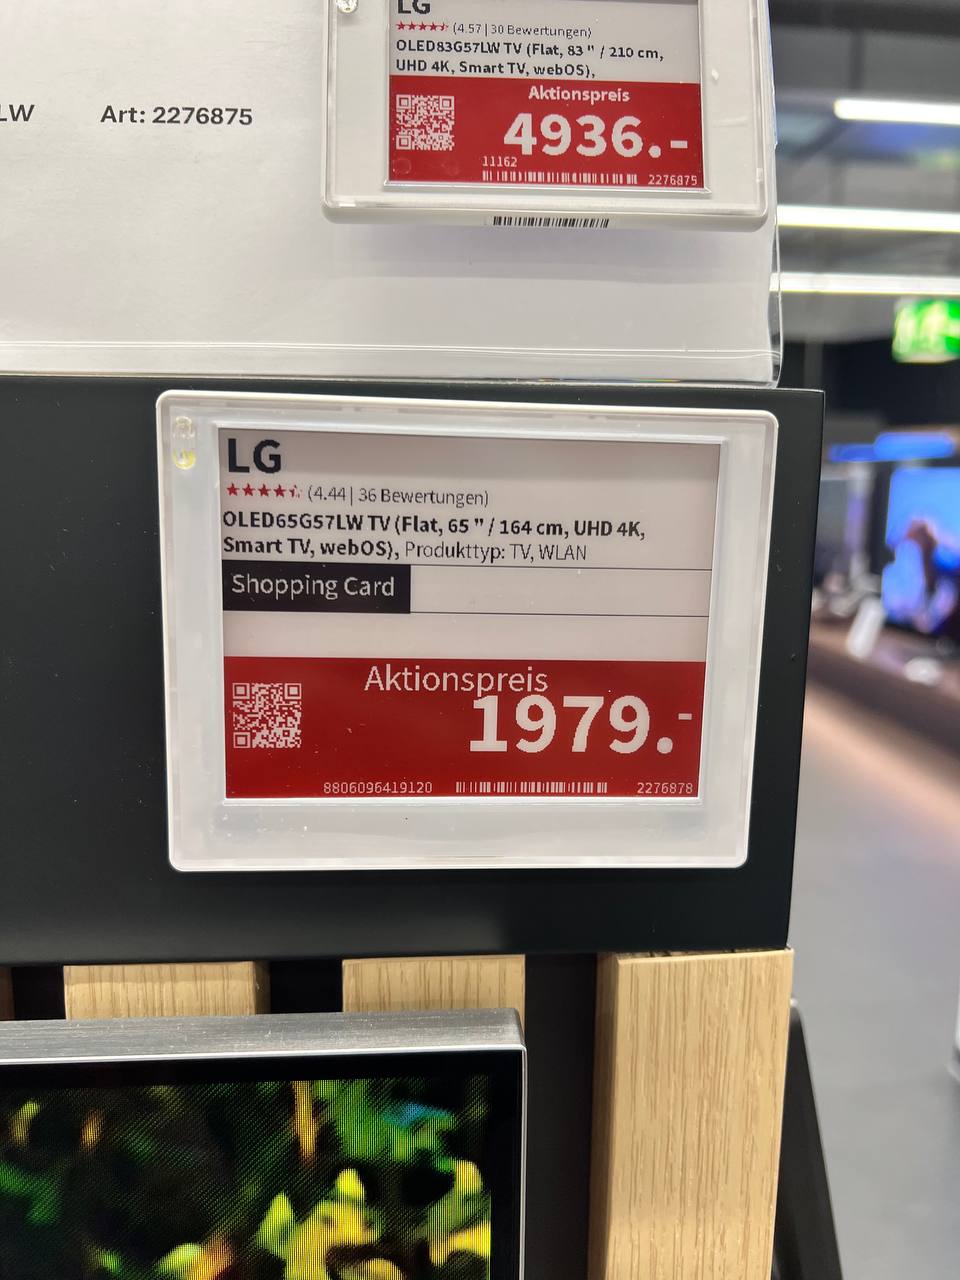 LG
(4.57 | 30 Bewertungen)
OLED83G57LW TV (Flat, 83 " / 210 cm,
UHD 4K, Smart TV, webOS),
Aktionspreis
4936.-
11162
2276875
LW Art: 2276875
LG
(4.44 | 36 Bewertungen)
OLED65G57LW TV (Flat, 65 " / 164 cm, UHD 4K,
Smart TV, webOS), Produkttyp: TV, WLAN
Shopping Card
Aktionspreis
1979.-
8806096419120
2276878